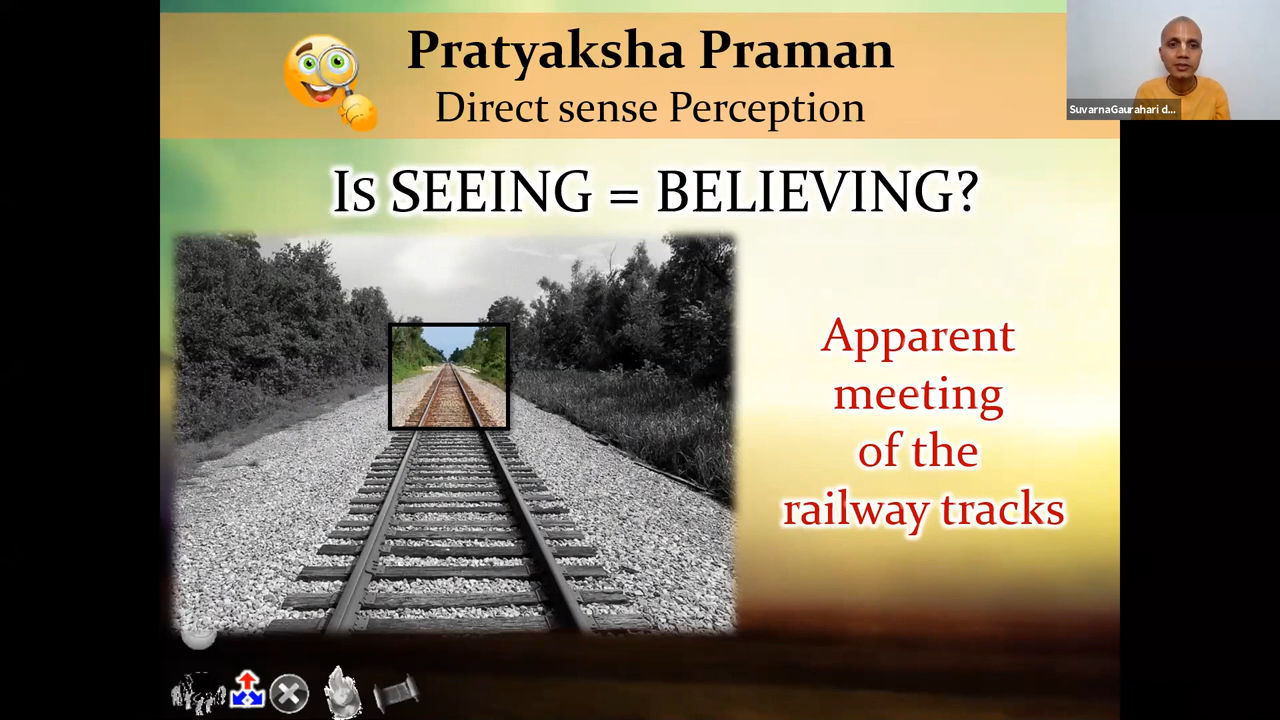 Pratyaksha Praman
Direct sense Perception
SuvarnaGaurahari d...
Is SEEING = BELIEVING?
Apparent
meeting
of the
railway tracks